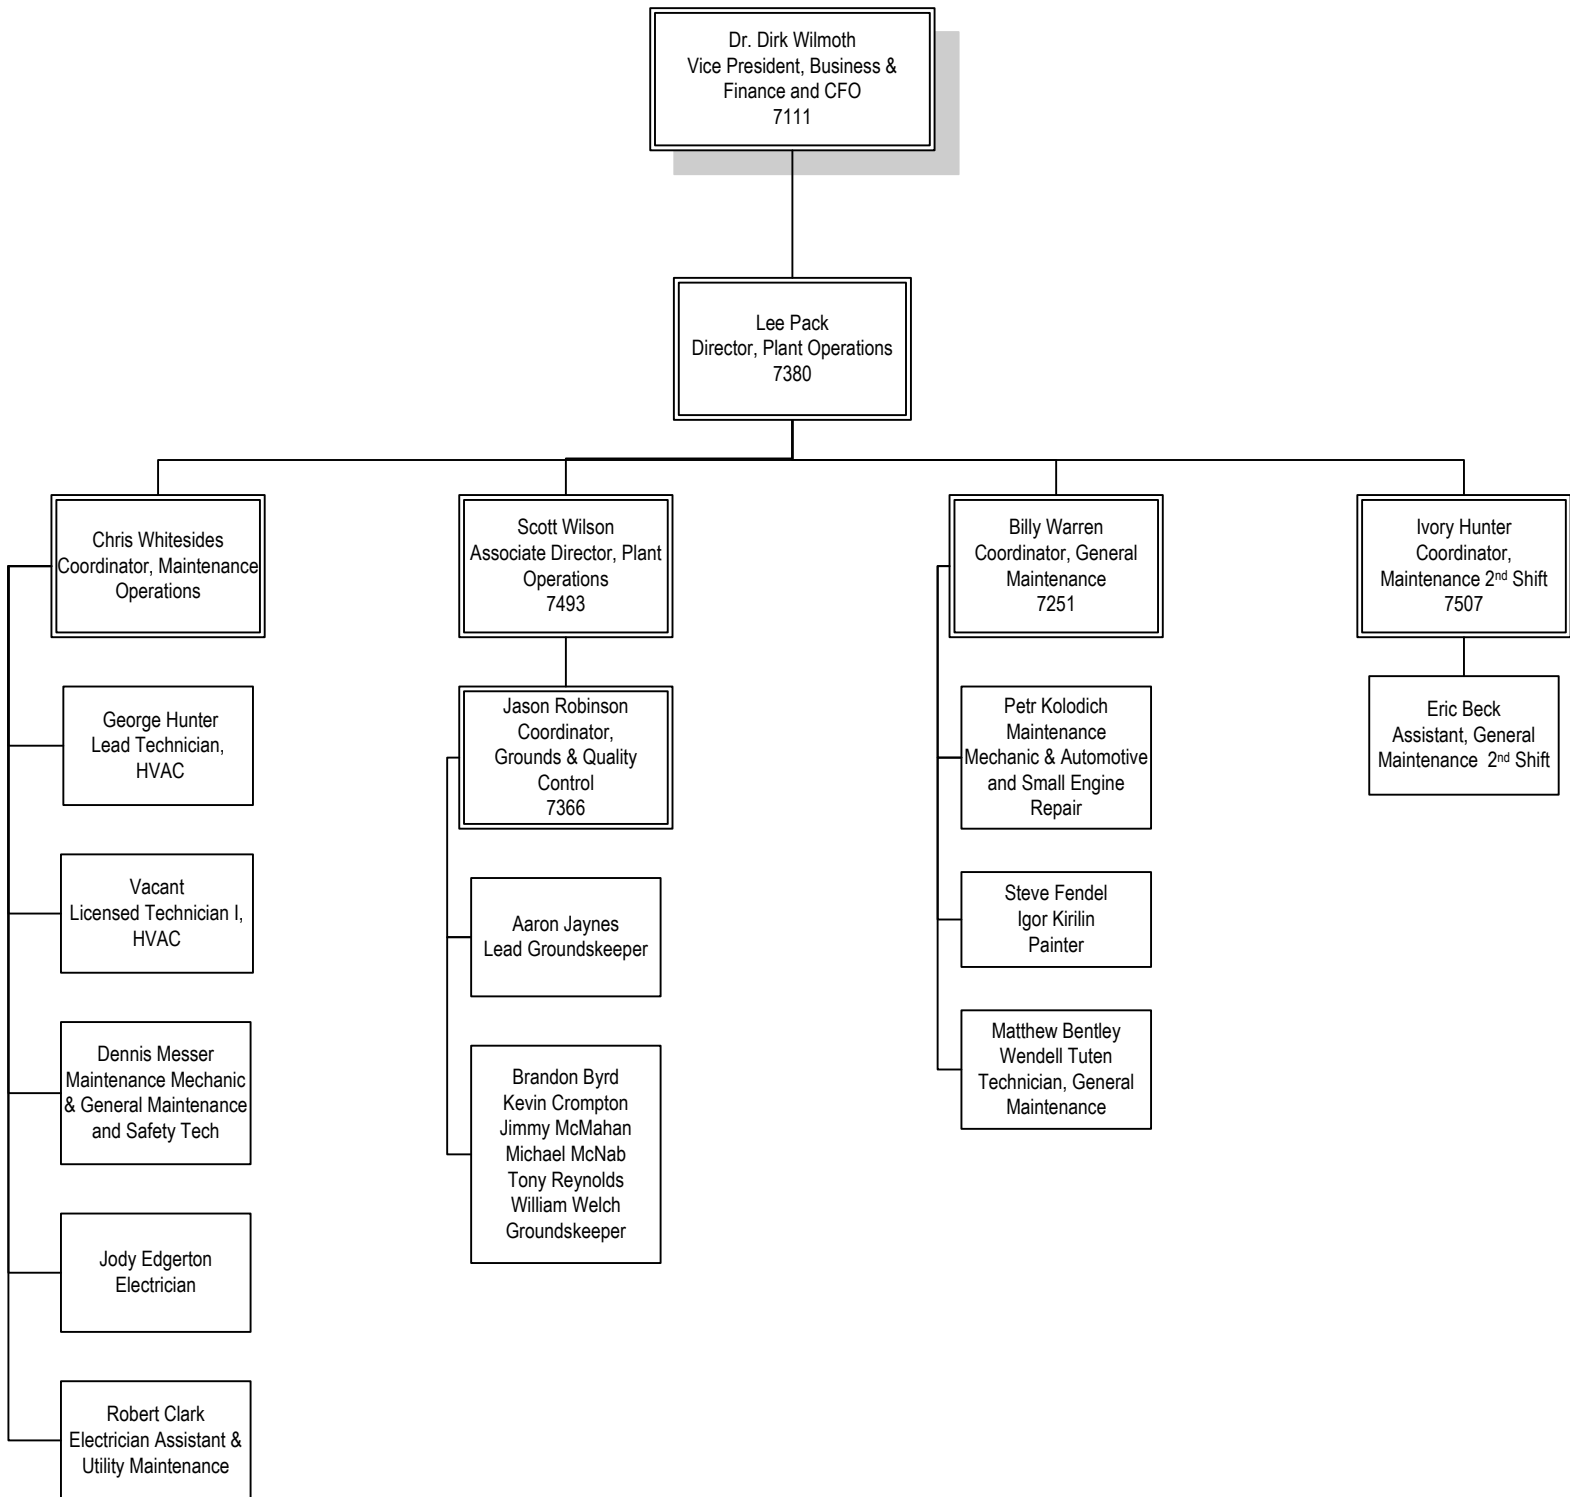 Dr. Dirk Wilmoth
Vice President, Business &
Finance and CFO
7111
Lee Pack
Director, Plant Operations
7380
Chris Whitesides
Coordinator, Maintenance
Operations
Scott Wilson
Associate Director, Plant
Operations
7493
Billy Warren
Coordinator, General
Maintenance
7251
Ivory Hunter
Coordinator,
Maintenance 2nd Shift
7507
George Hunter
Lead Technician,
HVAC
Vacant
Licensed Technician I,
HVAC
Dennis Messer
Maintenance Mechanic
& General Maintenance
and Safety Tech
Jody Edgerton
Electrician
Robert Clark
Electrician Assistant &
Utility Maintenance
Jason Robinson
Coordinator,
Grounds & Quality
Control
7366
Aaron Jaynes
Lead Groundskeeper
Brandon Byrd
Kevin Crompton
Jimmy McMahan
Michael McNab
Tony Reynolds
William Welch
Groundskeeper
Petr Kolodich
Maintenance
Mechanic & Automotive
and Small Engine
Repair
Steve Fendel
Igor Kirilin
Painter
Matthew Bentley
Wendell Tuten
Technician, General
Maintenance
Eric Beck
Assistant, General
Maintenance 2nd Shift